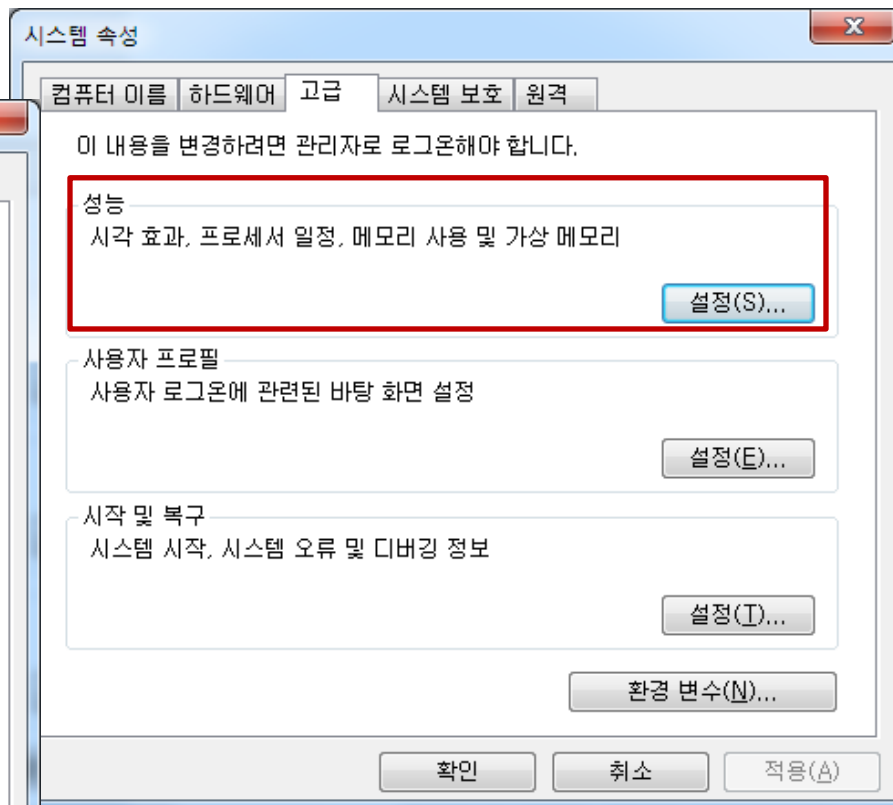 시스템 속성
컴퓨터 이름 하드웨어 고급 시스템 보호 원격
이 내용을 변경하려면 관리자로 로그온해야 합니다.
성능
시각 효과, 프로세서 일정, 메모리 사용 및 가상 메모리
설정(S)...
사용자 프로필
사용자 로그온에 관련된 바탕 화면 설정
설정(E)...
시작 및 복구
시스템 시작, 시스템 오류 및 디버깅 정보
설정(T)...
환경 변수(N)...
확인 취소 적용(A)